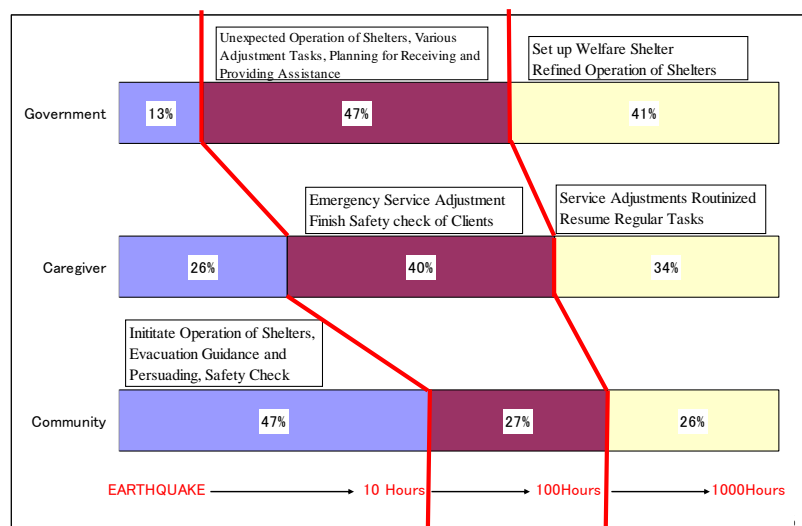 Unexpected Operation of Shelters, Various
Adjustment Tasks, Planning for Receiving and
Providing Assistance
Set up Welfare Shelter
Refined Operation of Shelters
Government
13%
47%
41%
Emergency Service Adjustment
Finish Safety check of Clients
Service Adjustments Routinized
Resume Regular Tasks
Caregiver
26%
40%
34%
Inititate Operation of Shelters,
Evacuation Guidance and
Persuading, Safety Check
Community
47%
27%
26%
EARTHQUAKE
10 Hours
100Hours
1000Hours